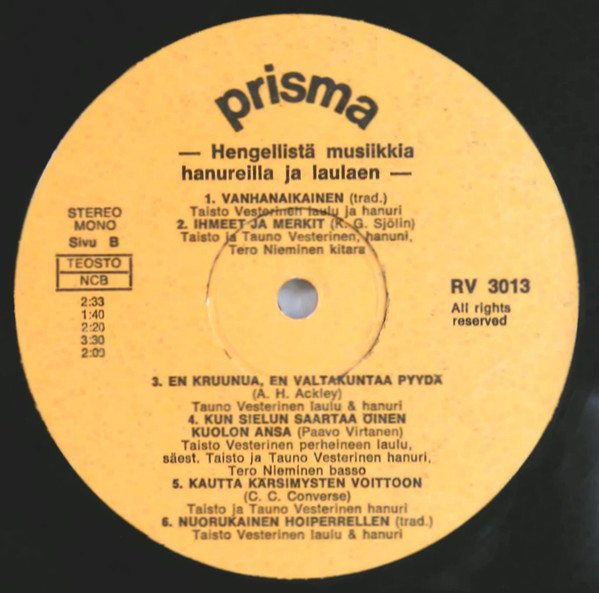 prisma
— Hengellistä musiikkia
hanureilla ja laulaen —
1. VANHANAIKAINEN (trad.)
Taisto Vesterinen laulu ja hanuri
2. IHMEET JA MERKIT (K. G. Sjölin)
Taisto ja Tauno Vesterinen, hanuni,
Tero Nieminen kitara
STEREO
MONO
Sivu B
TEOSTO
NCB
2:33
1:40
2:20
3:30
2:00
RV 3013
All rights
reserved
3. EN KRUUNUA, EN VALTAKUNTAA PYYDÄ
(A. H. Ackley)
Tauno Vesterinen laulu & hanuri
4. KUN SIELUN SAARTAA ÖINEN
KUOLON ANSA (Paavo Virtanen)
Taisto Vesterinen perheineen laulu,
säest. Taisto ja Tauno Vesterinen hanuri,
Tero Nieminen basso
5. KAUTTA KÄRSIMYSTEN VOITTOON
(C. C. Converse)
Taisto ja Tauno Vesterinen hanuri
6. NUORUKAINEN HOIPERRELLEN (trad.)
Taisto Vesterinen laulu & hanuri